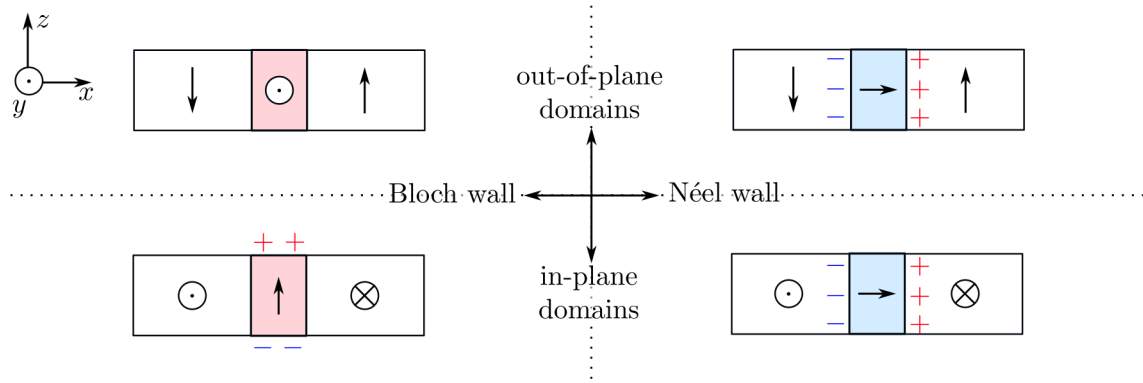 z
y
x
out-of-plane
domains
Bloch wall
Néel wall
in-plane
domains